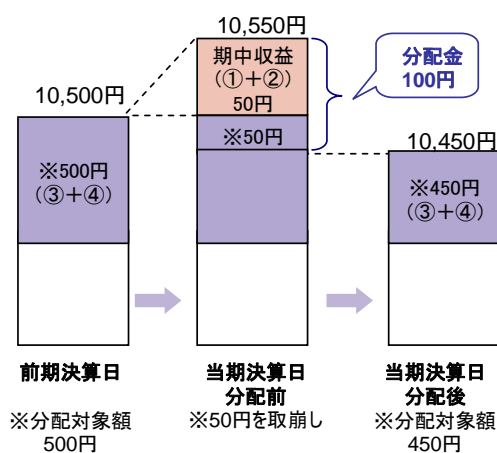 10,550円
期中収益
(①+②)
50円
分配金
100円
10,500円
※50円
10,450円
※500円
(③+④)
※450円
(③+④)
前期決算日
当期決算日
分配前
当期決算日
分配後
※分配対象額
500円
※50円を取崩し
※分配対象額
450円